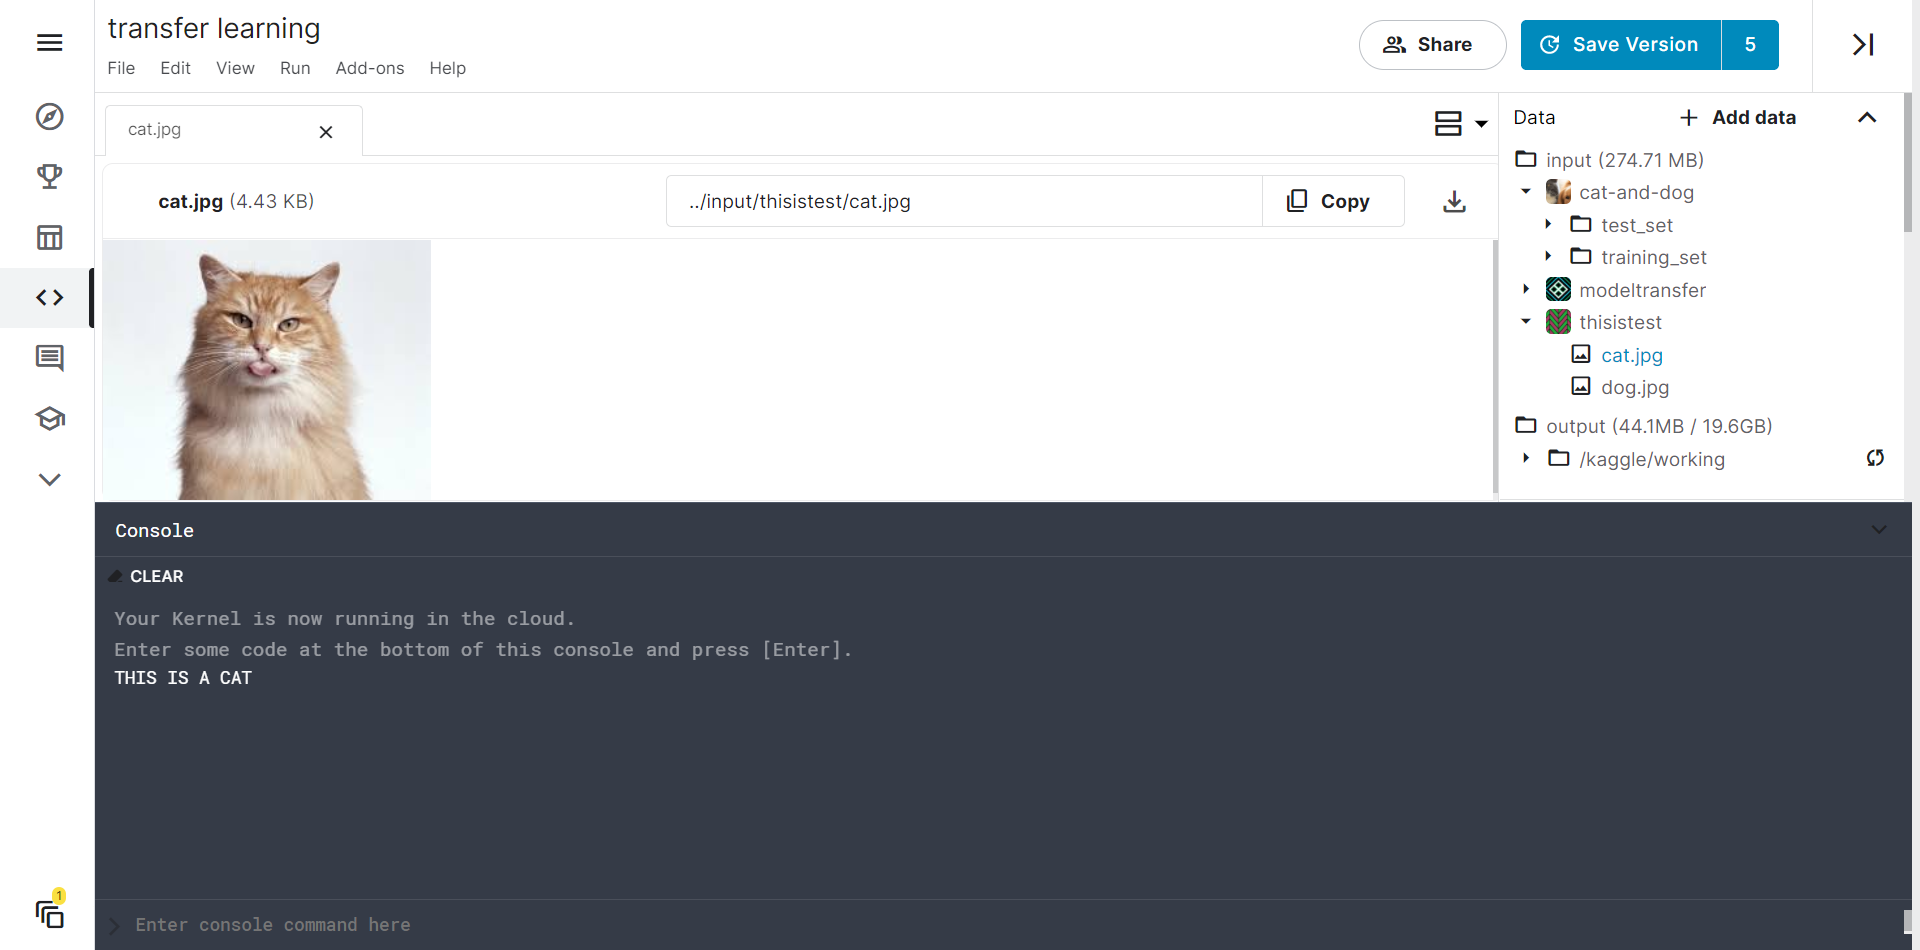 transfer learning
File Edit View Run Add-ons Help
Share
Save Version 5
cat.jpg
cat.jpg (4.43 KB)
../input/thisistest/cat.jpg
Copy
Data
Add data
input (274.71 MB)
cat-and-dog
test_set
training_set
modeltransfer
thisistest
cat.jpg
dog.jpg
output (44.1MB / 19.6GB)
/kaggle/working
Console
CLEAR
Your Kernel is now running in the cloud.
Enter some code at the bottom of this console and press [Enter].
THIS IS A CAT
Enter console command here
1